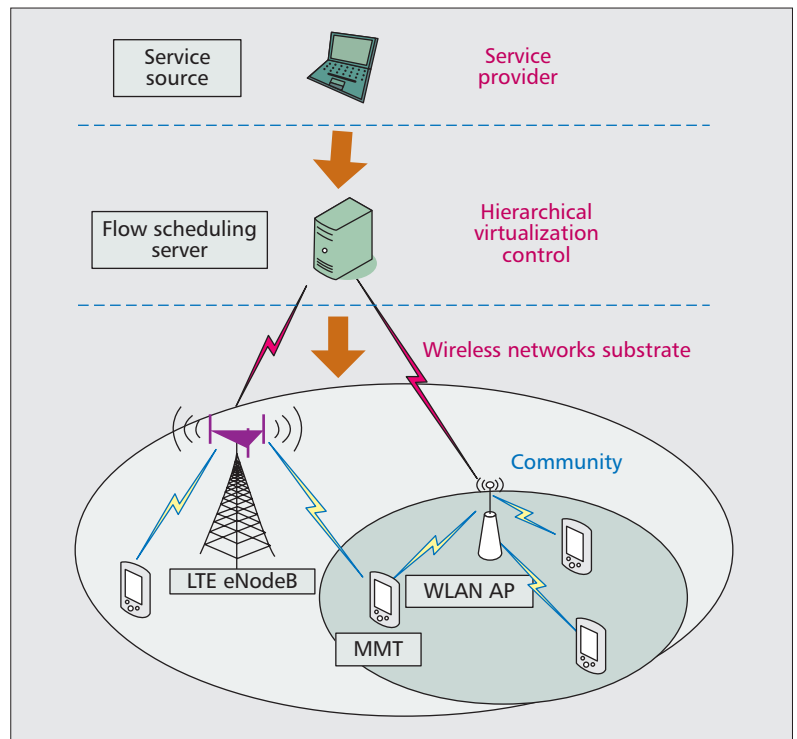 Service
source
Service
provider
Flow scheduling
server
Hierarchical
virtualization
control
Wireless networks substrate
Community
LTE eNodeB
WLAN AP
MMT